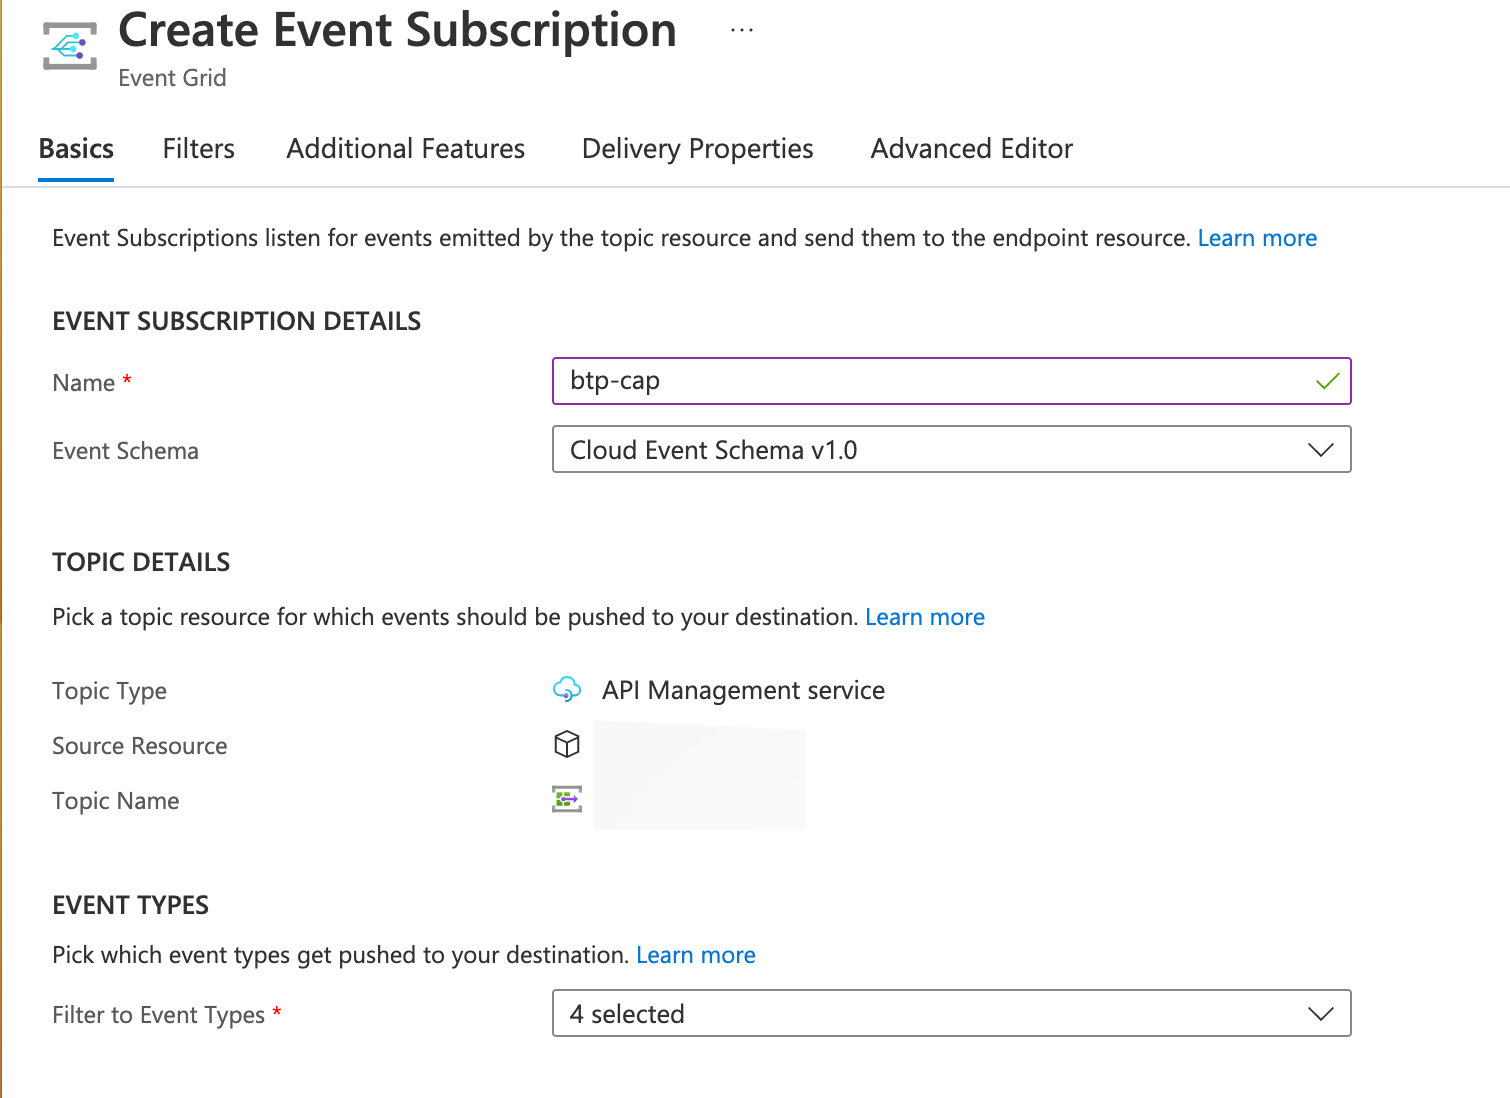 Create Event Subscription ...
Event Grid
Basics Filters Additional Features Delivery Properties Advanced Editor
Event Subscriptions listen for events emitted by the topic resource and send them to the endpoint resource. Learn more
EVENT SUBSCRIPTION DETAILS
Name * btp-cap
Event Schema Cloud Event Schema v1.0
TOPIC DETAILS
Pick a topic resource for which events should be pushed to your destination. Learn more
Topic Type API Management service
Source Resource
Topic Name
EVENT TYPES
Pick which event types get pushed to your destination. Learn more
Filter to Event Types * 4 selected